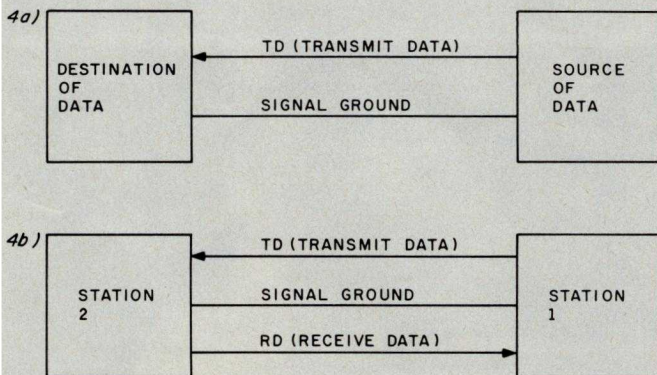 4a)
DESTINATION
OF
DATA
TD (TRANSMIT DATA)
SIGNAL GROUND
SOURCE
OF
DATA
4b)
STATION
2
TD (TRANSMIT DATA)
SIGNAL GROUND
RD (RECEIVE DATA)
STATION
1